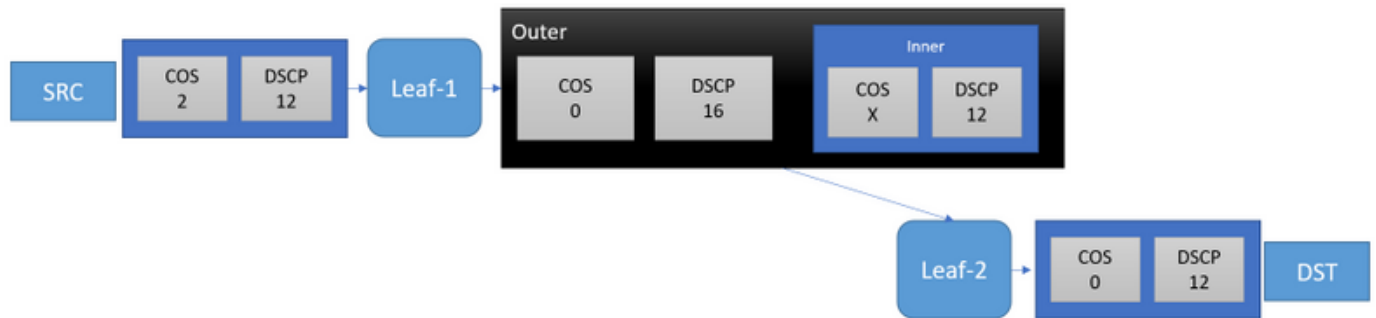 Outer
Inner
SRC
COS
2
DSCP
12
Leaf-1
COS
0
DSCP
16
COS
X
DSCP
12
Leaf-2
COS
0
DSCP
12
DST